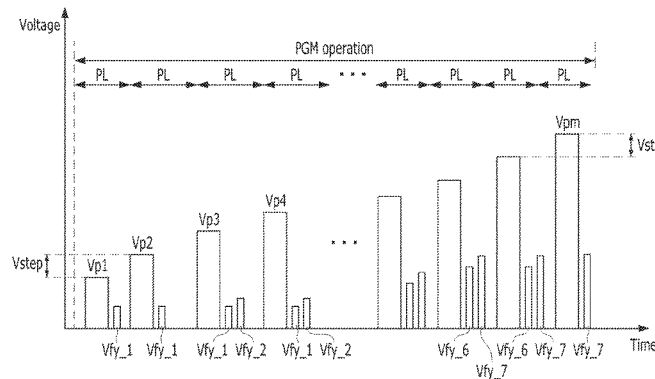 Voltage
PGM operation
PL PL PL PL ... PL PL PL PL
Vpm
Vst
Vp4
Vp3
Vp2
Vstep
Vp1
...
Time
Vfy_1 Vfy_1 Vfy_1 Vfy_2 Vfy_1 Vfy_2 Vfy_6 Vfy_6 Vfy_7 Vfy_7
Vfy_7